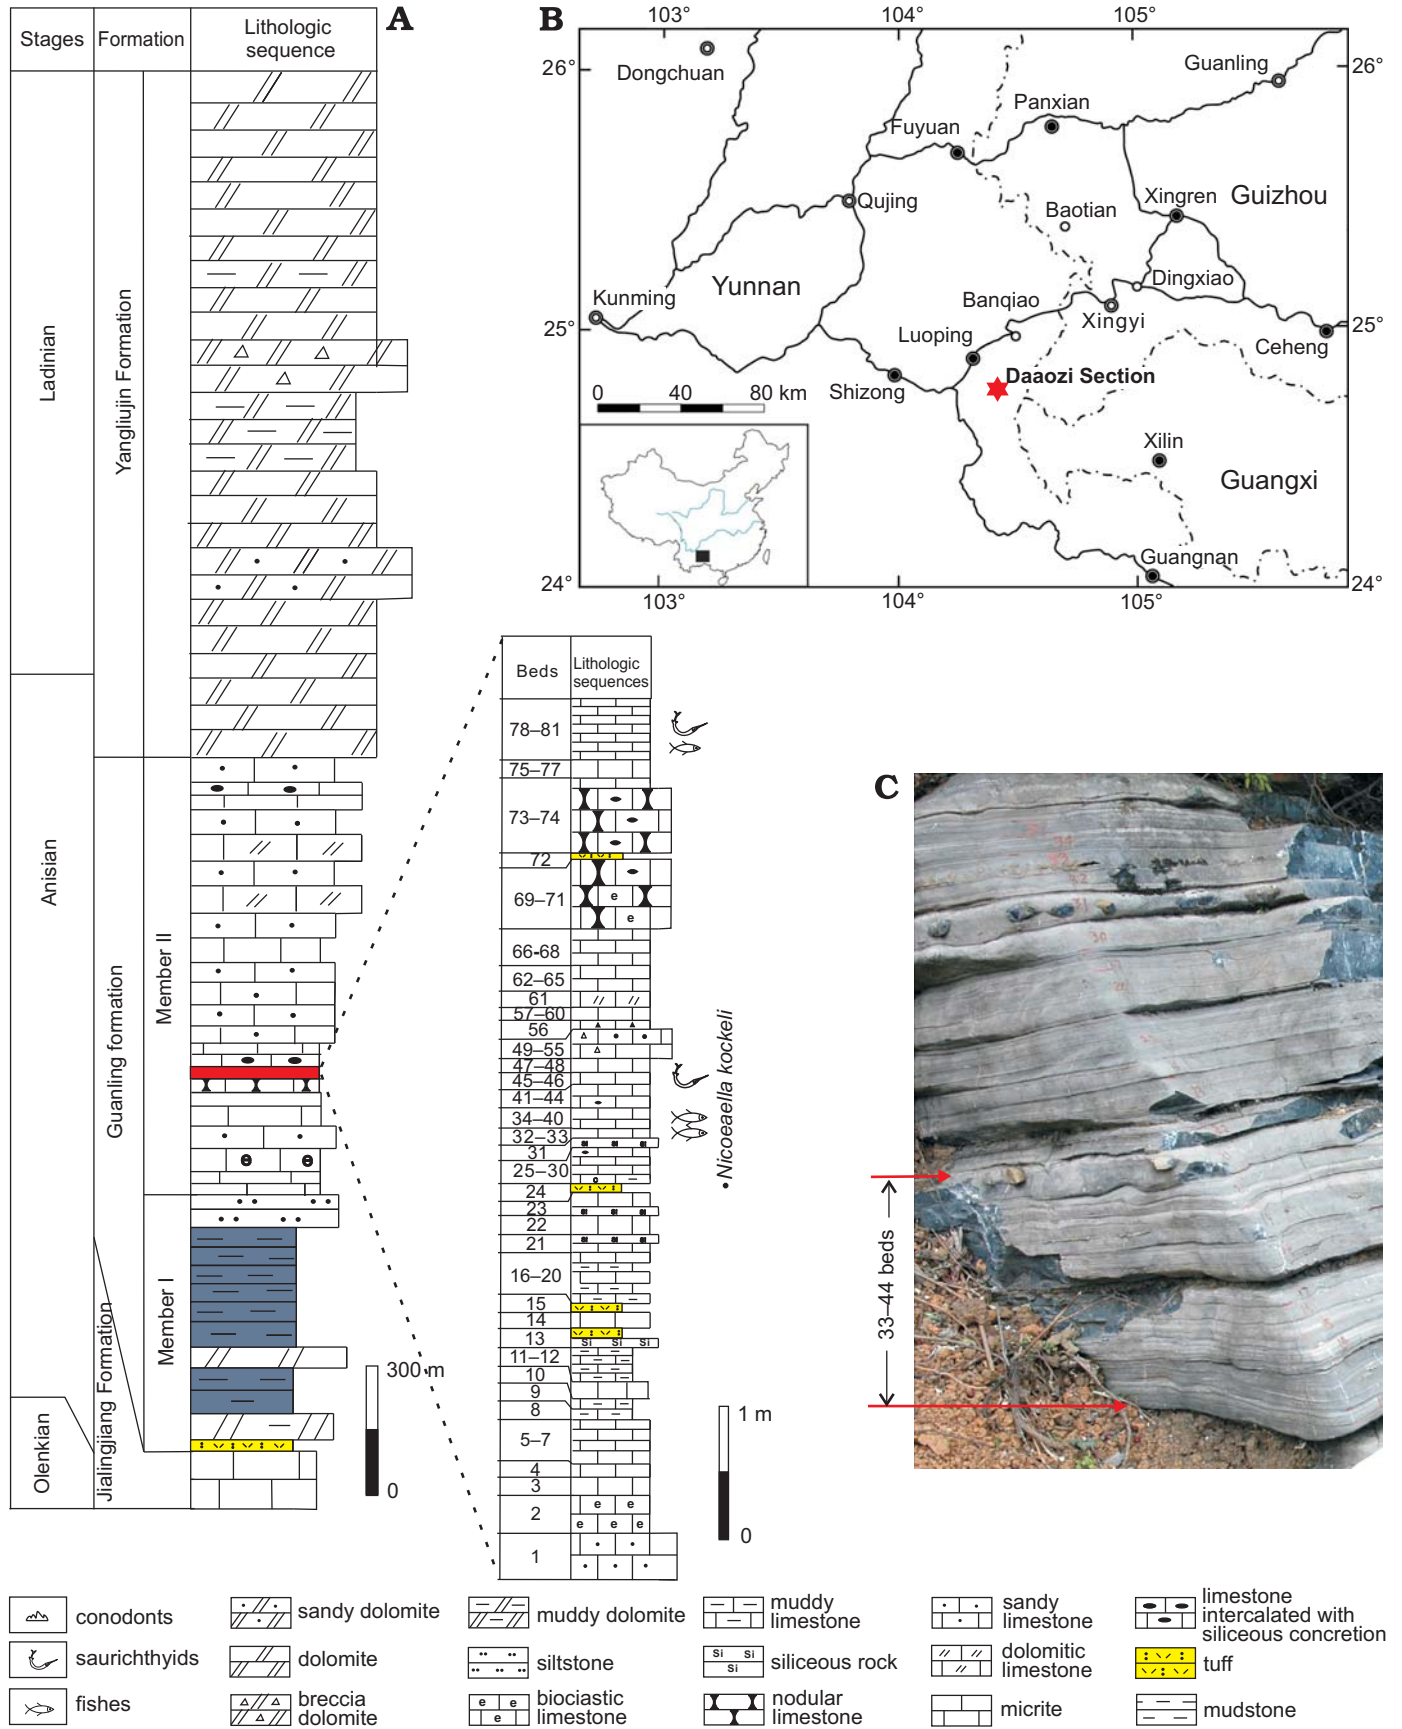 A
Stages
Formation
Lithologic
sequence
Ladinian
Anisian
Olenkian
Yangliujin Formation
Guanling formation
Jialingjiang Formation
Member II
Member I
300 m
0
B
103°
104°
105°
26°
26°
25°
25°
24°
24°
103°
104°
105°
Dongchuan
Guanling
Panxian
Fuyuan
Qujing
Xingren
Guizhou
Baotian
Yunnan
Dingxiao
Kunming
Banqiao
Xingyi
Luoping
Ceheng
Daaozi Section
Shizong
0 40 80 km
Xilin
Guangxi
Guangnan
Beds
Lithologic
sequences
78–81
75–77
73–74
72
69–71
66-68
62–65
61
57–60
56
49–55
47–48
45–46
41–44
34–40
32–33
31
25–30
24
23
22
21
16–20
15
14
13
Si Si Si
11–12
10
9
8
5–7
4
3
2
1
e
e
e e
e e e
Nicoeaella kockeli
1 m
0
C
33–44 beds
conodonts
saurichthyids
fishes
sandy dolomite
dolomite
breccia
dolomite
muddy dolomite
siltstone
e e
e
biociastic
limestone
muddy
limestone
Si Si
Si
siliceous rock
nodular
limestone
sandy
limestone
dolomitic
limestone
micrite
limestone
intercalated with
siliceous concretion
tuff
mudstone